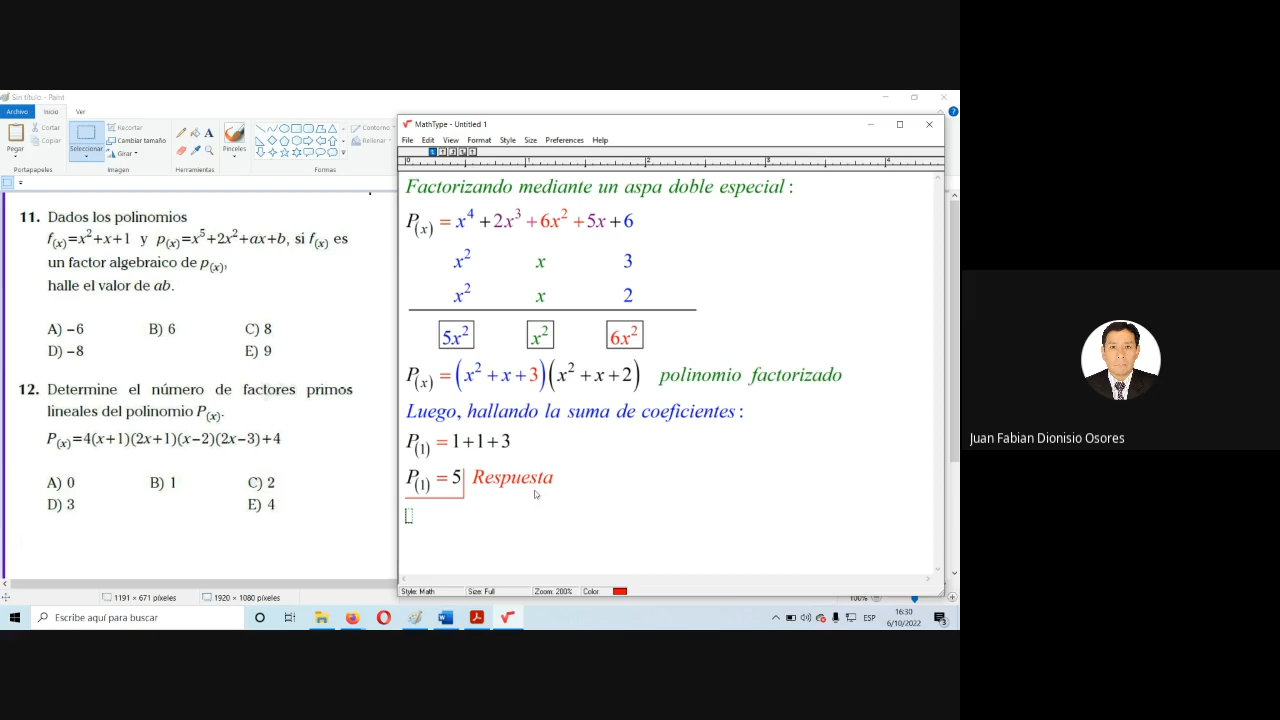 Sin título - Paint
Archivo Inicio Ver
Pegar
Cortar
Copiar
Portapapeles
Seleccionar
Recortar
Cambiar tamaño
Girar
Imagen
A
Herramientas
Pinceles
Formas
Contorno
Rellenar
11. Dados los polinomios
f(x)=x²+x+1 y p(x)=x⁵+2x²+ax+b, si f(x) es
un factor algebraico de p(x),
halle el valor de ab.
A) −6 B) 6 C) 8
D) −8 E) 9
12. Determine el número de factores primos
lineales del polinomio P(x).
P(x)=4(x+1)(2x+1)(x−2)(2x−3)+4
A) 0 B) 1 C) 2
D) 3 E) 4
1191 × 671 píxeles 1920 × 1080 píxeles 100%
MathType - Untitled 1
File Edit View Format Style Size Preferences Help
0 1 2 3 4
Factorizando mediante un aspa doble especial :
P(x) = x⁴ + 2x³ + 6x² + 5x + 6
x² x 3
x² x 2
5x² x² 6x²
P(x) = (x² + x + 3)(x² + x + 2) polinomio factorizado
Luego, hallando la suma de coeficientes :
P(1) = 1 + 1 + 3
P(1) = 5 Respuesta
Style: Math Size: Full Zoom: 200% Color:
Escribe aquí para buscar
ESP
16:30
6/10/2022
3
Juan Fabian Dionisio Osores